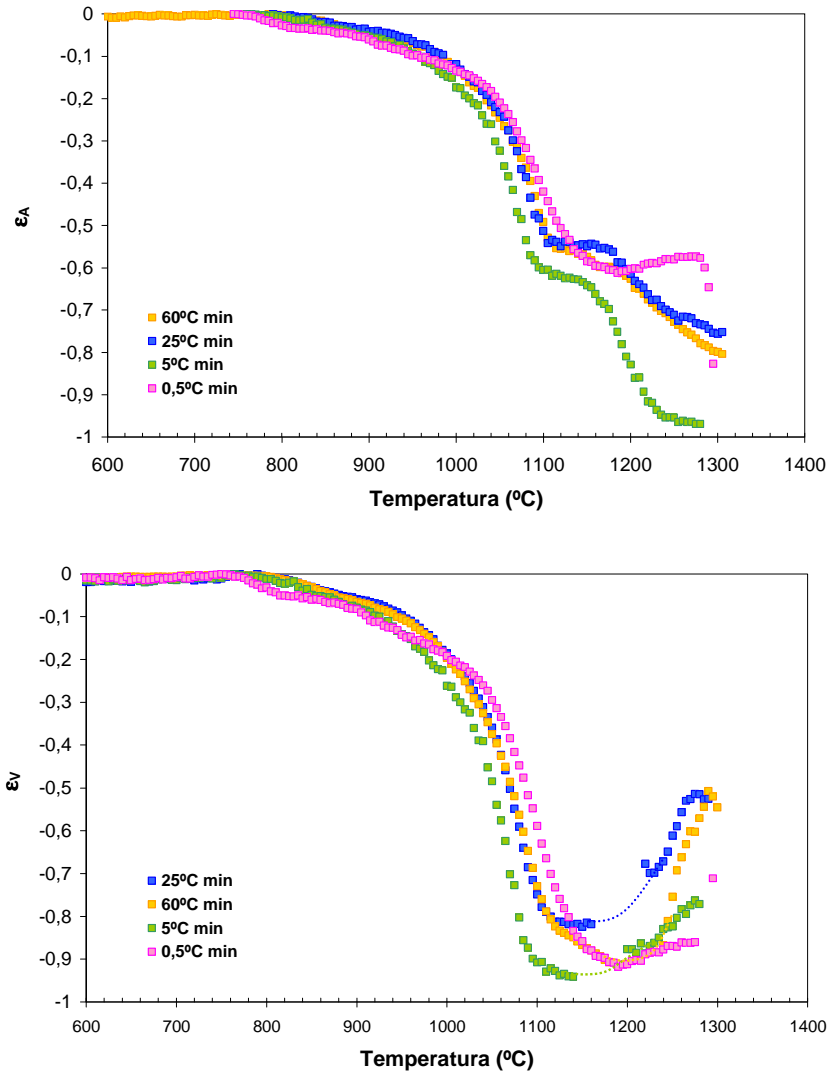 0
-0,1
-0,2
-0,3
-0,4
-0,5
-0,6
-0,7
-0,8
-0,9
-1
εA
60ºC min
25ºC min
5ºC min
0,5ºC min
600 700 800 900 1000 1100 1200 1300 1400
Temperatura (ºC)
0
-0,1
-0,2
-0,3
-0,4
-0,5
-0,6
-0,7
-0,8
-0,9
-1
εV
25ºC min
60ºC min
5ºC min
0,5ºC min
600 700 800 900 1000 1100 1200 1300 1400
Temperatura (ºC)